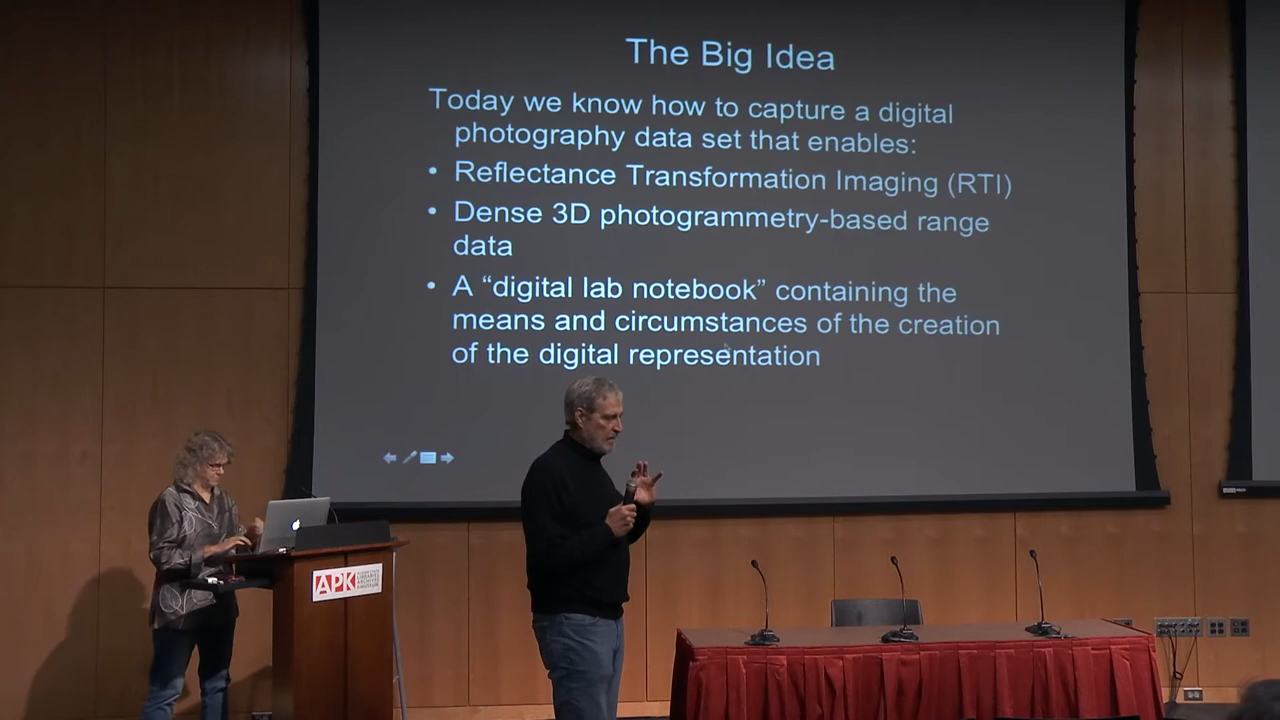 The Big Idea
Today we know how to capture a digital
photography data set that enables:
• Reflectance Transformation Imaging (RTI)
• Dense 3D photogrammetry-based range
data
• A “digital lab notebook” containing the
means and circumstances of the creation
of the digital representation
APK
LIBRARIES
ARCHIVES